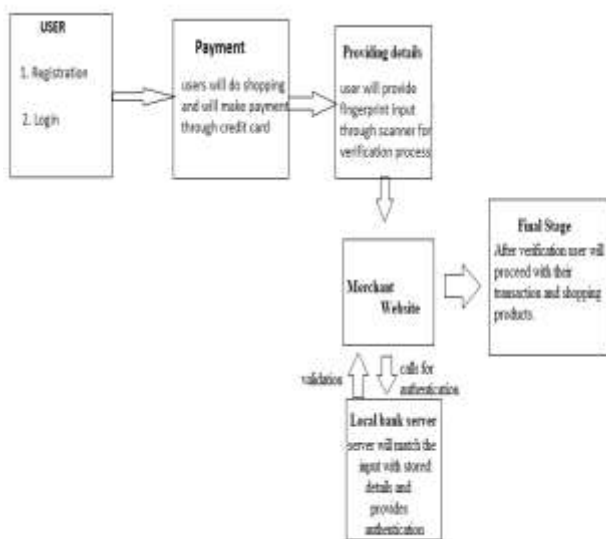 USER
1. Registration
2. Login
Payment
users will do shopping
and will make payment
through credit card
Providing details
user will provide
fingerprint input
through scanner for
verification process
Merchant
Website
Final Stage
After verification user will
proceed with their
transaction and shopping
products.
validation
calls for
authentication
Local bank server
server will match the
input with stored
details and
provides
authentication